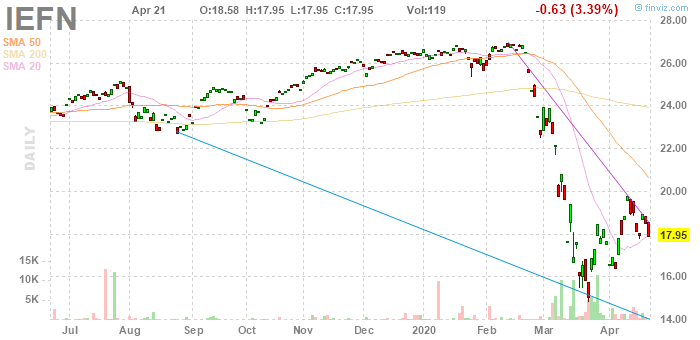 IEFN Apr 21 O:18.58 H:17.95 L:17.95 C:17.95 Vol:119 -0.63 (3.39%) © finviz.com
SMA 50
SMA 200
SMA 20
DAILY
28.00
26.00
24.00
22.00
20.00
17.95
16.00
14.00
15K
10K
5K
Jul Aug Sep Oct Nov Dec 2020 Feb Mar Apr